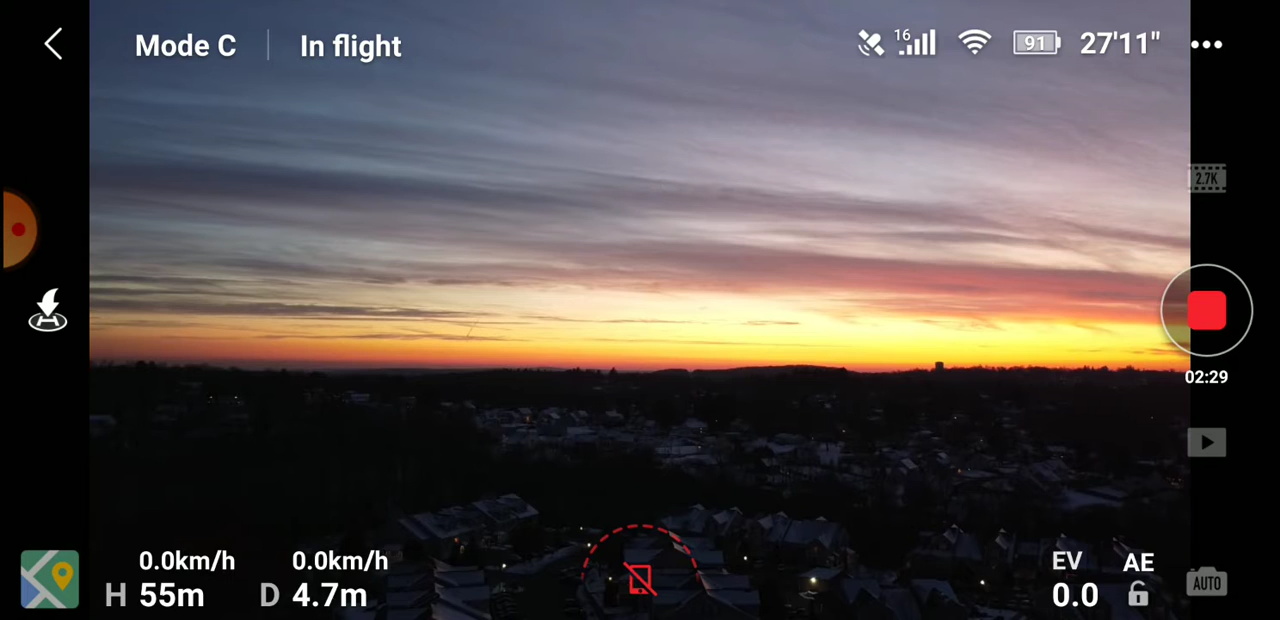 Mode C | In flight 16 91 27'11"
2.7K
02:29
0.0km/h 0.0km/h EV AE
H 55m D 4.7m 0.0 AUTO